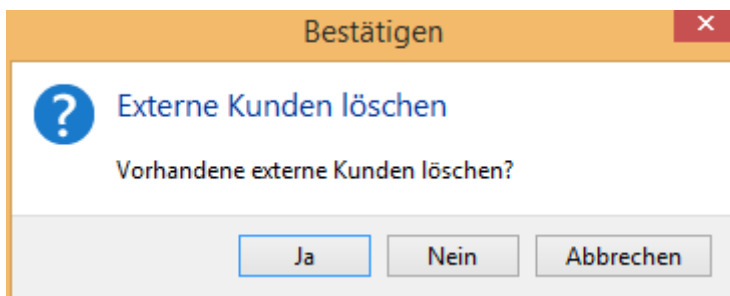 Bestätigen
Externe Kunden löschen
Vorhandene externe Kunden löschen?
Ja Nein Abbrechen